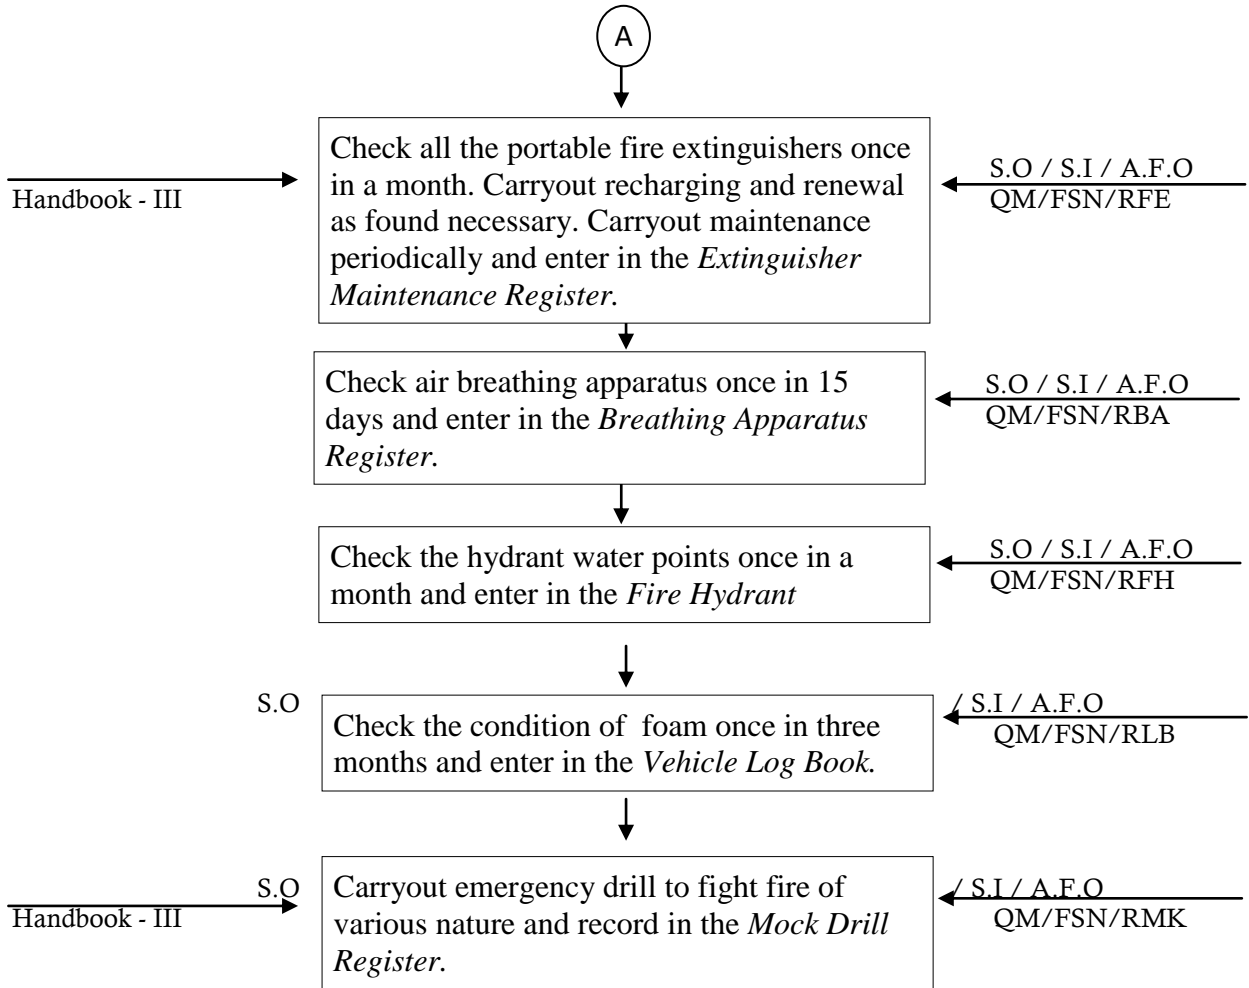 A
Check all the portable fire extinguishers once
in a month. Carryout recharging and renewal
as found necessary. Carryout maintenance
periodically and enter in the Extinguisher
Maintenance Register.
Handbook - III
S.O / S.I / A.F.O
QM/FSN/RFE
Check air breathing apparatus once in 15
days and enter in the Breathing Apparatus
Register.
S.O / S.I / A.F.O
QM/FSN/RBA
Check the hydrant water points once in a
month and enter in the Fire Hydrant
S.O / S.I / A.F.O
QM/FSN/RFH
S.O
Check the condition of foam once in three
months and enter in the Vehicle Log Book.
/ S.I / A.F.O
QM/FSN/RLB
S.O
Handbook - III
Carryout emergency drill to fight fire of
various nature and record in the Mock Drill
Register.
/ S.I / A.F.O
QM/FSN/RMK